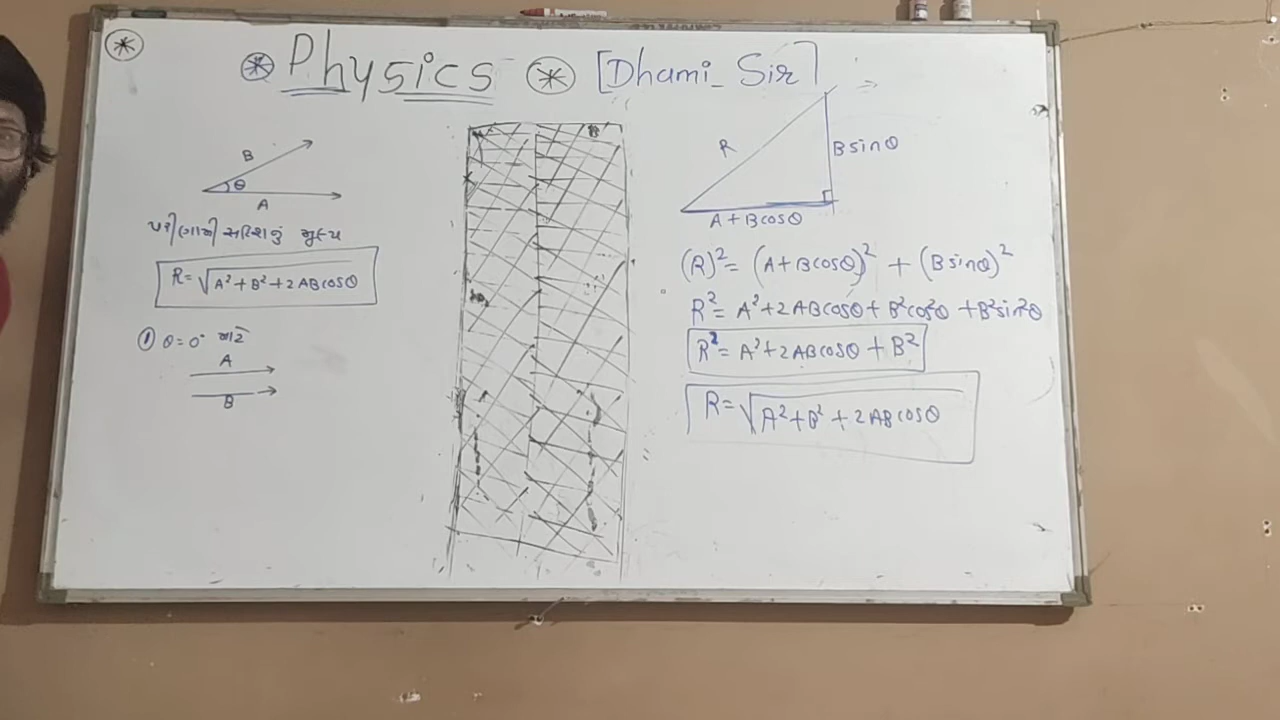 Physics [Dhami_Sir]
B
θ
A
પરીણામી સદિશનું મૂલ્ય
R=√A²+B²+2ABcosθ
① θ=0° માટે
A
B
R
Bsinθ
A+Bcosθ
(R)²=(A+Bcosθ)²+(Bsinθ)²
R²=A²+2ABcosθ+B²cos²θ+B²sin²θ
R²=A²+2ABcosθ+B²
R=√A²+B²+2ABcosθ